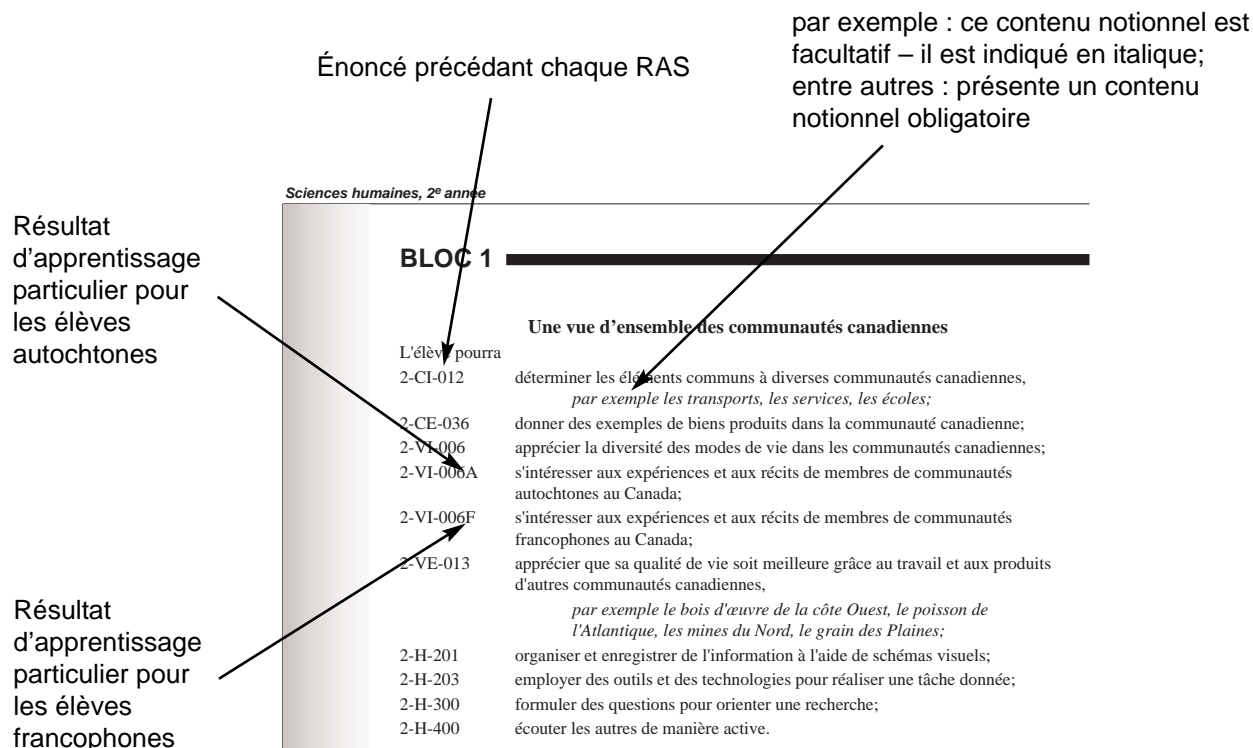 par exemple : ce contenu notionnel est
facultatif – il est indiqué en italique;
entre autres : présente un contenu
notionnel obligatoire
Énoncé précédant chaque RAS
Sciences humaines, 2e année
Résultat
d’apprentissage
particulier pour
les élèves
autochtones
BLOC 1
Une vue d’ensemble des communautés canadiennes
L'élève pourra
2-CI-012 déterminer les éléments communs à diverses communautés canadiennes,
par exemple les transports, les services, les écoles;
2-CE-036 donner des exemples de biens produits dans la communauté canadienne;
2-VI-006 apprécier la diversité des modes de vie dans les communautés canadiennes;
2-VI-006A s'intéresser aux expériences et aux récits de membres de communautés
autochtones au Canada;
2-VI-006F s'intéresser aux expériences et aux récits de membres de communautés
francophones au Canada;
2-VE-013 apprécier que sa qualité de vie soit meilleure grâce au travail et aux produits
d'autres communautés canadiennes,
par exemple le bois d'œuvre de la côte Ouest, le poisson de
l'Atlantique, les mines du Nord, le grain des Plaines;
2-H-201 organiser et enregistrer de l'information à l'aide de schémas visuels;
2-H-203 employer des outils et des technologies pour réaliser une tâche donnée;
2-H-300 formuler des questions pour orienter une recherche;
2-H-400 écouter les autres de manière active.
Résultat
d’apprentissage
particulier pour
les élèves
francophones